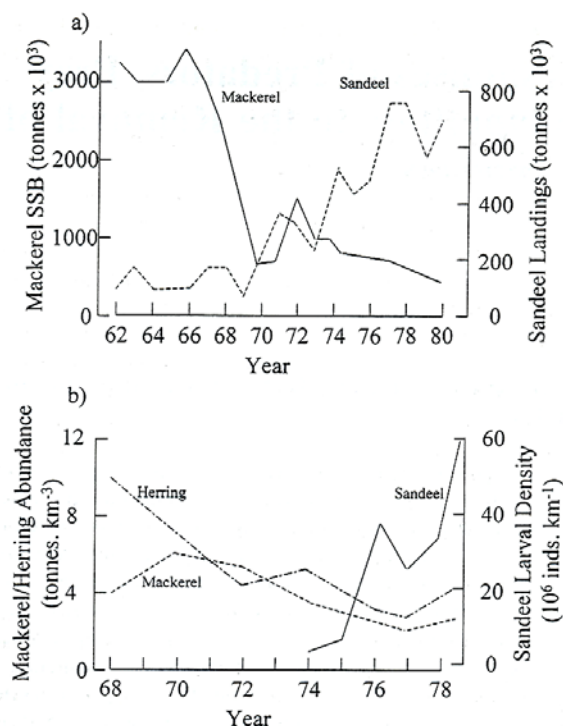 a)
Mackerel SSB (tonnes x 10³)
3000
2000
1000
0
Mackerel
Sandeel
800
600
400
200
0
Sandeel Landings (tonnes x 10³)
62 64 66 68 70 72 74 76 78 80
Year
b)
Mackerel/Herring Abundance
(tonnes. km⁻³)
12
8
4
0
Herring
Mackerel
Sandeel
60
40
20
0
Sandeel Larval Density
(10⁶ inds. km⁻¹)
68 70 72 74 76 78
Year